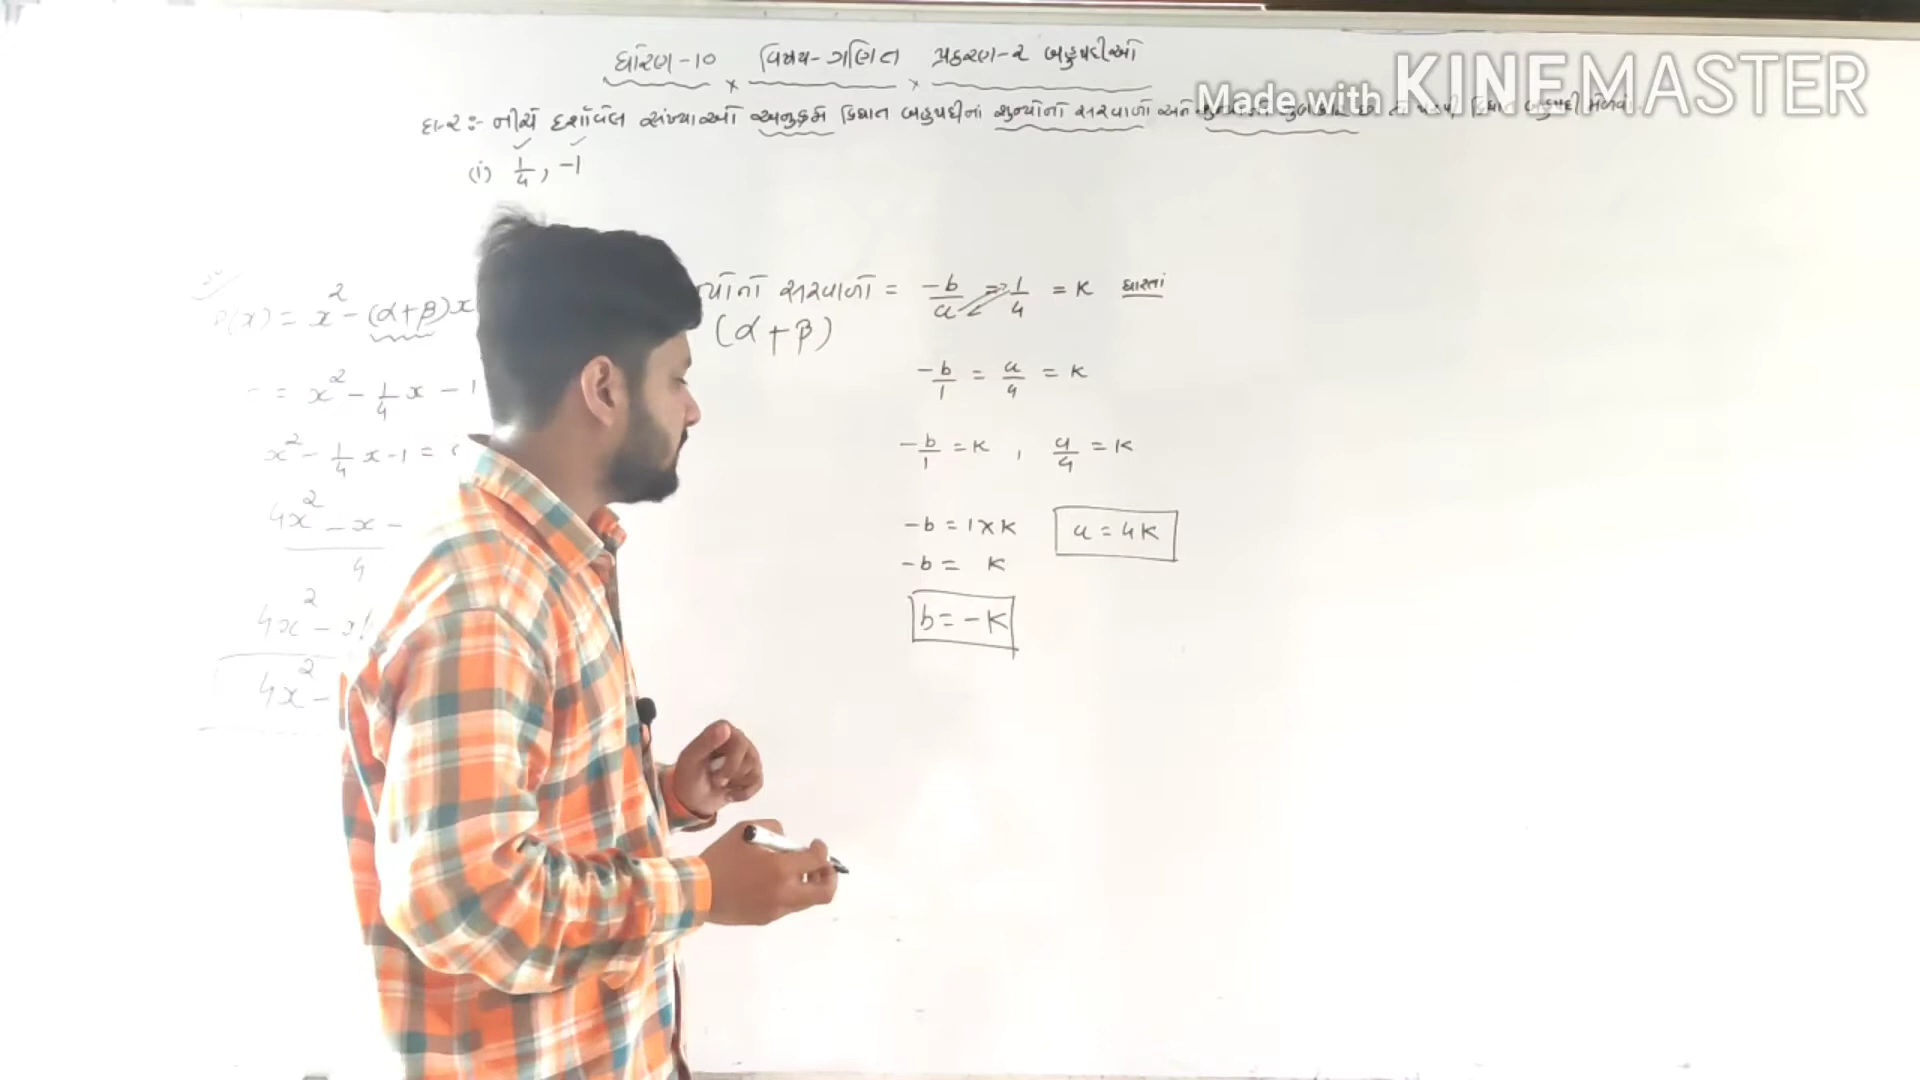 ધોરણ-10 × વિષય-ગણિત × પ્રકરણ-2 બહુપદીઓ
Made with KINEMASTER
દા-2 :- નીચે દર્શાવેલ સંખ્યાઓ અનુક્રમે દ્વિઘાત બહુપદીનાં શૂન્યોનો સરવાળો અને
(i) 1/4, -1
(x) = x² - (α+β)x
= x² - 1/4 x - 1
x² - 1/4 x - 1 =
4x² - x -
4
4x² - x
4x² -
સરવાળો = -b/a = 1/4 = K ધારતાં
(α + β)
-b/1 = a/4 = K
-b/1 = K , a/4 = K
-b = 1 × K
a = 4K
-b = K
b = -K